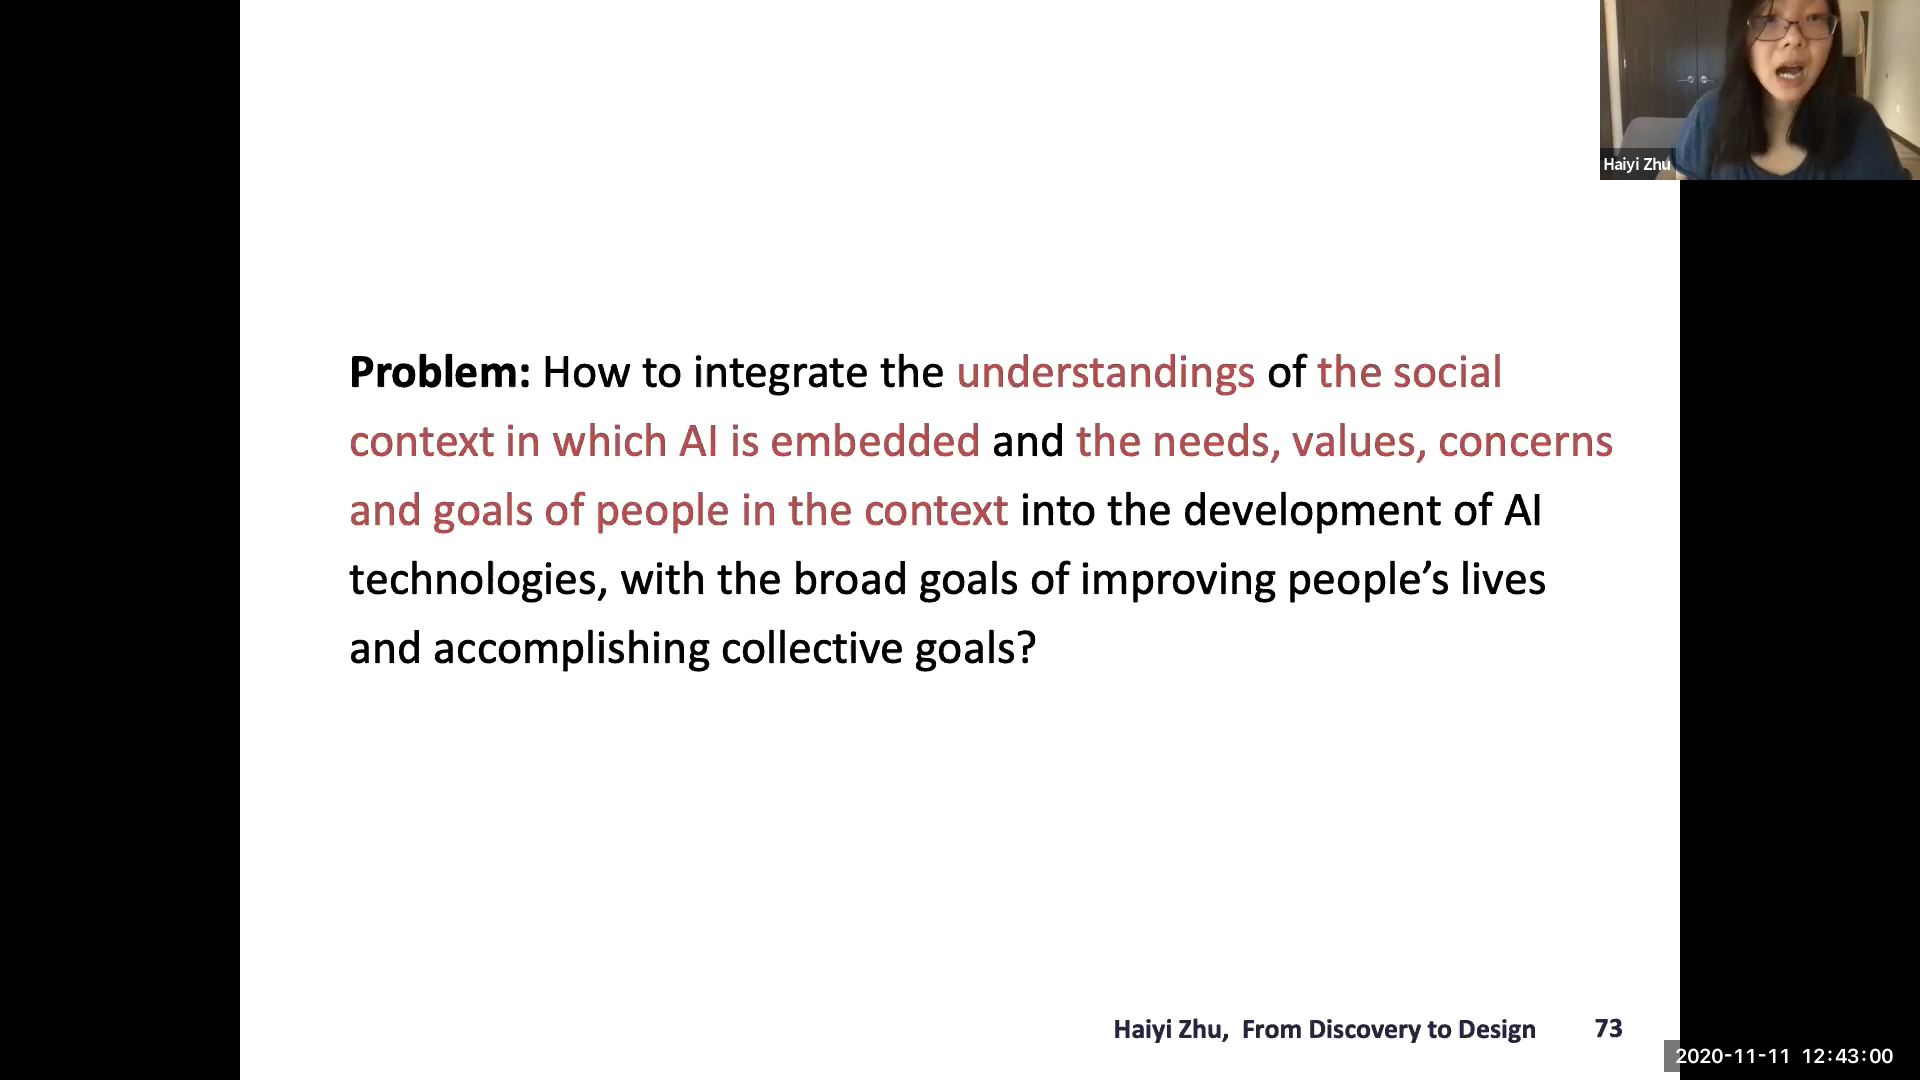 Haiyi Zhu
Problem: How to integrate the understandings of the social
context in which AI is embedded and the needs, values, concerns
and goals of people in the context into the development of AI
technologies, with the broad goals of improving people’s lives
and accomplishing collective goals?
Haiyi Zhu, From Discovery to Design 73
2020-11-11 12:43:00